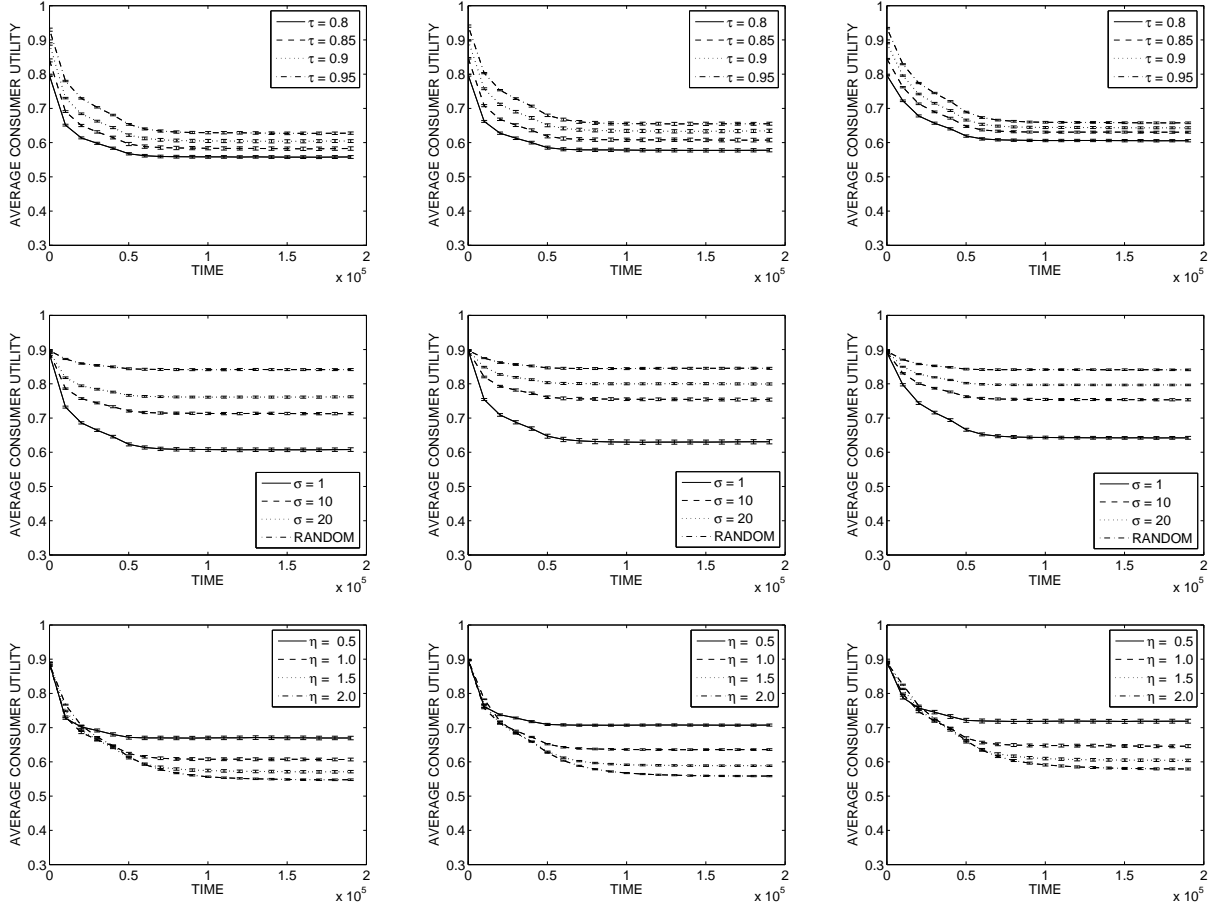 AVERAGE CONSUMER UTILITY
1
0.9
0.8
0.7
0.6
0.5
0.4
0.3
0
0.5
1
1.5
2
TIME
x 10^5
τ = 0.8
τ = 0.85
τ = 0.9
τ = 0.95
AVERAGE CONSUMER UTILITY
1
0.9
0.8
0.7
0.6
0.5
0.4
0.3
0
0.5
1
1.5
2
TIME
x 10^5
τ = 0.8
τ = 0.85
τ = 0.9
τ = 0.95
AVERAGE CONSUMER UTILITY
1
0.9
0.8
0.7
0.6
0.5
0.4
0.3
0
0.5
1
1.5
2
TIME
x 10^5
τ = 0.8
τ = 0.85
τ = 0.9
τ = 0.95
AVERAGE CONSUMER UTILITY
1
0.9
0.8
0.7
0.6
0.5
0.4
0.3
0
0.5
1
1.5
2
TIME
x 10^5
σ = 1
σ = 10
σ = 20
RANDOM
AVERAGE CONSUMER UTILITY
1
0.9
0.8
0.7
0.6
0.5
0.4
0.3
0
0.5
1
1.5
2
TIME
x 10^5
σ = 1
σ = 10
σ = 20
RANDOM
AVERAGE CONSUMER UTILITY
1
0.9
0.8
0.7
0.6
0.5
0.4
0.3
0
0.5
1
1.5
2
TIME
x 10^5
σ = 1
σ = 10
σ = 20
RANDOM
AVERAGE CONSUMER UTILITY
1
0.9
0.8
0.7
0.6
0.5
0.4
0.3
0
0.5
1
1.5
2
TIME
x 10^5
η = 0.5
η = 1.0
η = 1.5
η = 2.0
AVERAGE CONSUMER UTILITY
1
0.9
0.8
0.7
0.6
0.5
0.4
0.3
0
0.5
1
1.5
2
TIME
x 10^5
η = 0.5
η = 1.0
η = 1.5
η = 2.0
AVERAGE CONSUMER UTILITY
1
0.9
0.8
0.7
0.6
0.5
0.4
0.3
0
0.5
1
1.5
2
TIME
x 10^5
η = 0.5
η = 1.0
η = 1.5
η = 2.0